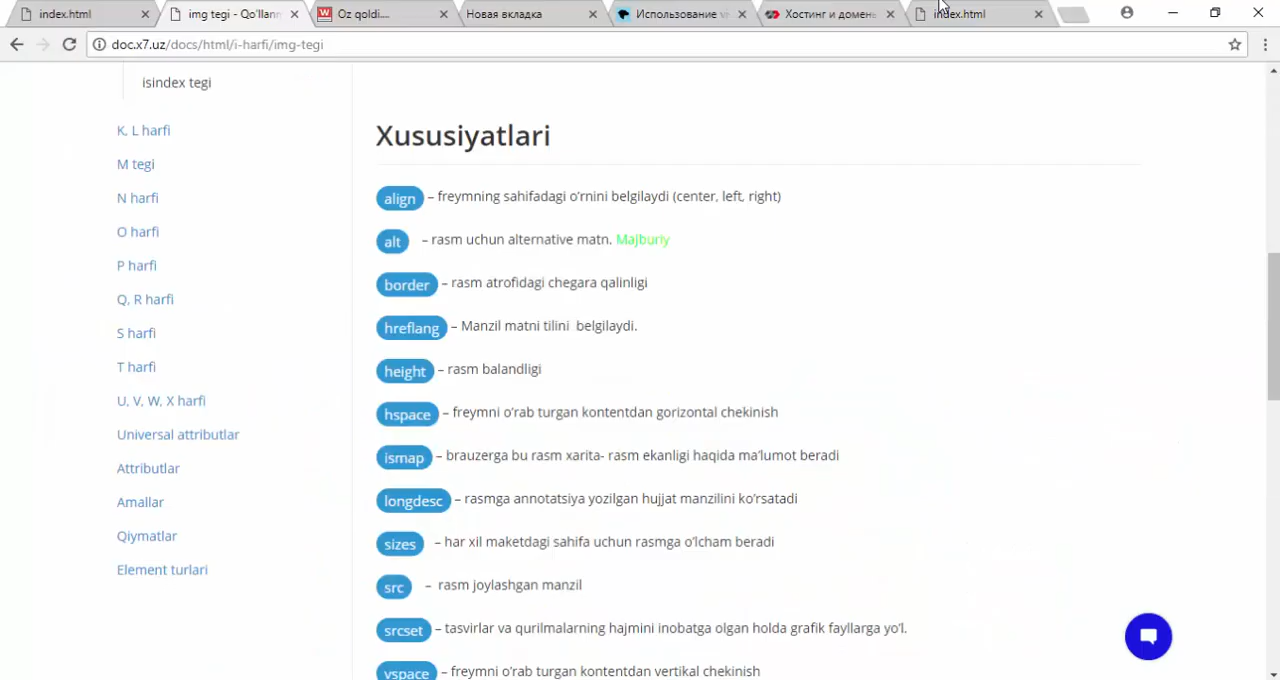 index.html
img tegi - Qo'llanm
Oz qoldi....
Новая вкладка
Использование
Хостинг и домены
index.html
doc.x7.uz/docs/html/i-harfi/img-tegi
isindex tegi
K, L harfi
M tegi
N harfi
O harfi
P harfi
Q, R harfi
S harfi
T harfi
U, V, W, X harfi
Universal attributlar
Attributlar
Amallar
Qiymatlar
Element turlari
Xususiyatlari
align – freymning sahifadagi o‘rnini belgilaydi (center, left, right)
alt – rasm uchun alternative matn. Majburiy
border – rasm atrofidagi chegara qalinligi
hreflang – Manzil matni tilini belgilaydi.
height – rasm balandligi
hspace – freymni o‘rab turgan kontentdan gorizontal chekinish
ismap – brauzerga bu rasm xarita- rasm ekanligi haqida ma’lumot beradi
longdesc – rasmga annotatsiya yozilgan hujjat manzilini ko‘rsatadi
sizes – har xil maketdagi sahifa uchun rasmga o‘lcham beradi
src – rasm joylashgan manzil
srcset – tasvirlar va qurilmalarning hajmini inobatga olgan holda grafik fayllarga yo‘l.
vspace – freymni o‘rab turgan kontentdan vertikal chekinish